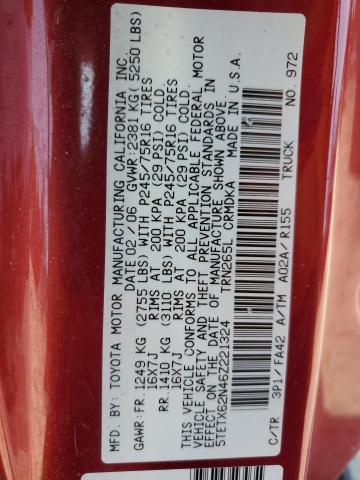 MFD. BY: TOYOTA MOTOR MANUFACTURING CALIFORNIA INC.
DATE: 02/06 GVWR: 2381 KG (5250 LBS)
GAWR: FR. 1249 KG (2755 LBS) WITH P245/75R16 TIRES
16X7J RIMS AT 200 KPA (29 PSI) COLD
RR. 1410 KG (3110 LBS) WITH P245/75R16 TIRES
16X7J RIMS AT 200 KPA (29 PSI) COLD.
THIS VEHICLE CONFORMS TO ALL APPLICABLE FEDERAL MOTOR
VEHICLE SAFETY AND THEFT PREVENTION STANDARDS IN
EFFECT ON THE DATE OF MANUFACTURE SHOWN ABOVE.
5TETX62N46Z221324 TRUCK
TRN265L CRMDKA MADE IN U.S.A.
C/TR 3P1/FA42 A/TM A02A/R155 NO. 972